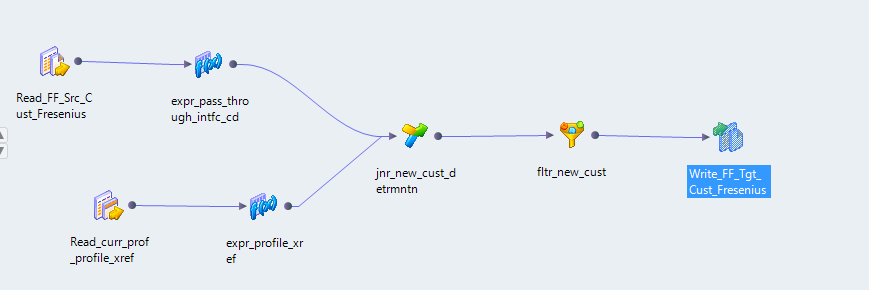 Read_FF_Src_C
ust_Fresenius
expr_pass_thro
ugh_intfc_cd
jnr_new_cust_d
etrmntn
fltr_new_cust
Write_FF_Tgt_
Cust_Fresenius
Read_curr_prof
_profile_xref
expr_profile_xr
ef